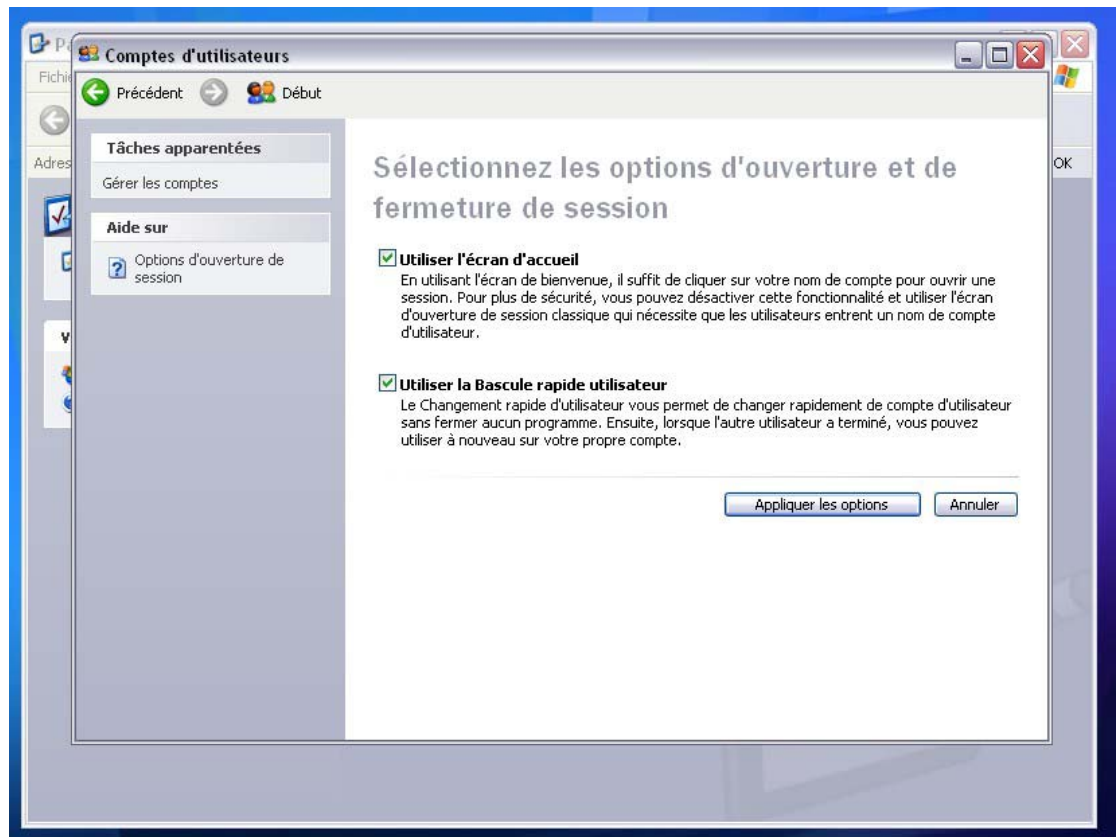 Pa
Comptes d'utilisateurs
Fichie
Précédent
Début
Adres
OK
Tâches apparentées
Gérer les comptes
Aide sur
Options d'ouverture de
session
Sélectionnez les options d'ouverture et de
fermeture de session
Utiliser l'écran d'accueil
En utilisant l'écran de bienvenue, il suffit de cliquer sur votre nom de compte pour ouvrir une
session. Pour plus de sécurité, vous pouvez désactiver cette fonctionnalité et utiliser l'écran
d'ouverture de session classique qui nécessite que les utilisateurs entrent un nom de compte
d'utilisateur.
Utiliser la Bascule rapide utilisateur
Le Changement rapide d'utilisateur vous permet de changer rapidement de compte d'utilisateur
sans fermer aucun programme. Ensuite, lorsque l'autre utilisateur a terminé, vous pouvez
utiliser à nouveau sur votre propre compte.
Appliquer les options
Annuler
V